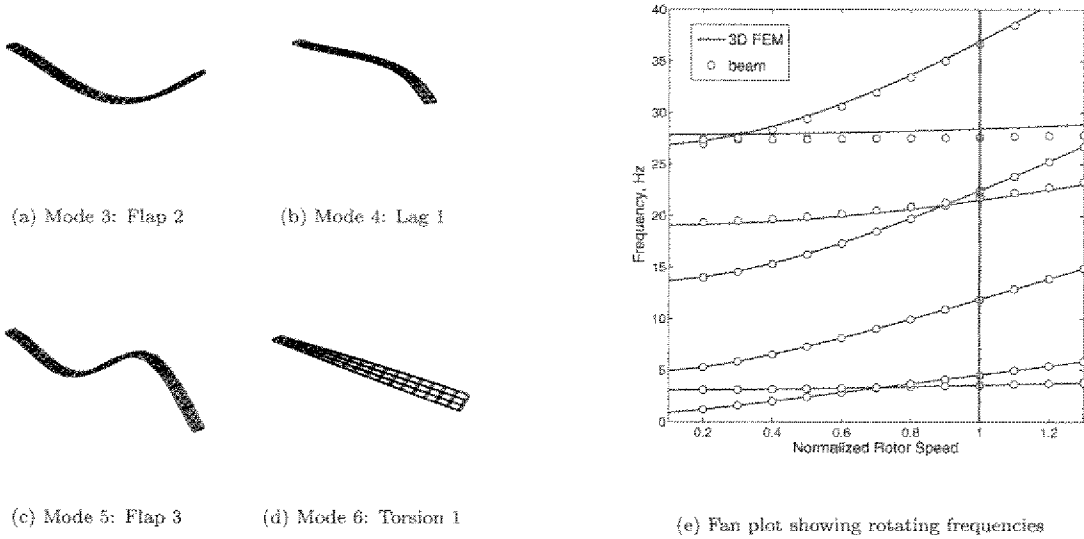 (a) Mode 3: Flap 2
(b) Mode 4: Lag 1
(c) Mode 5: Flap 3
(d) Mode 6: Torsion 1
40
35
30
25
20
15
10
5
0
Frequency, Hz
3D FEM
beam
0.2
0.4
0.6
0.8
1
1.2
Normalized Rotor Speed
(e) Fan plot showing rotating frequencies